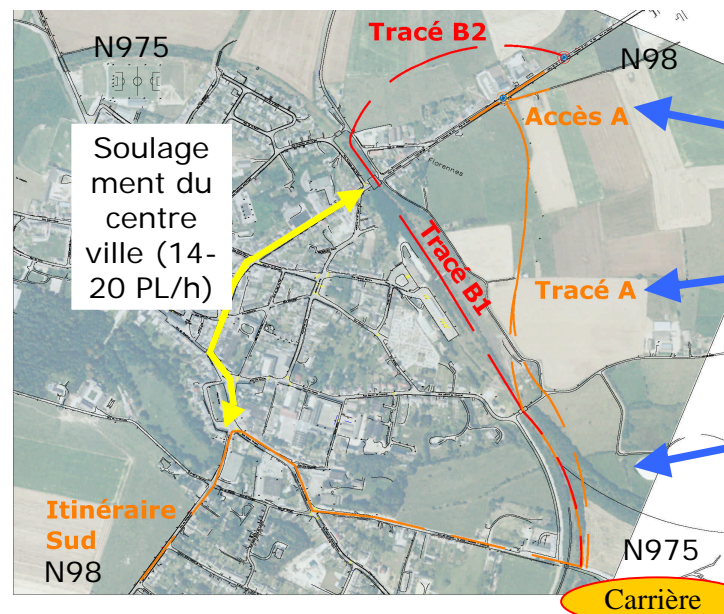 Tracé B2
N975
N98
Accès A
Soulage
ment du
centre
ville (14-
20 PL/h)
Florennes
Tracé B1
Tracé A
Itinéraire
Sud
N98
N975
Carrière